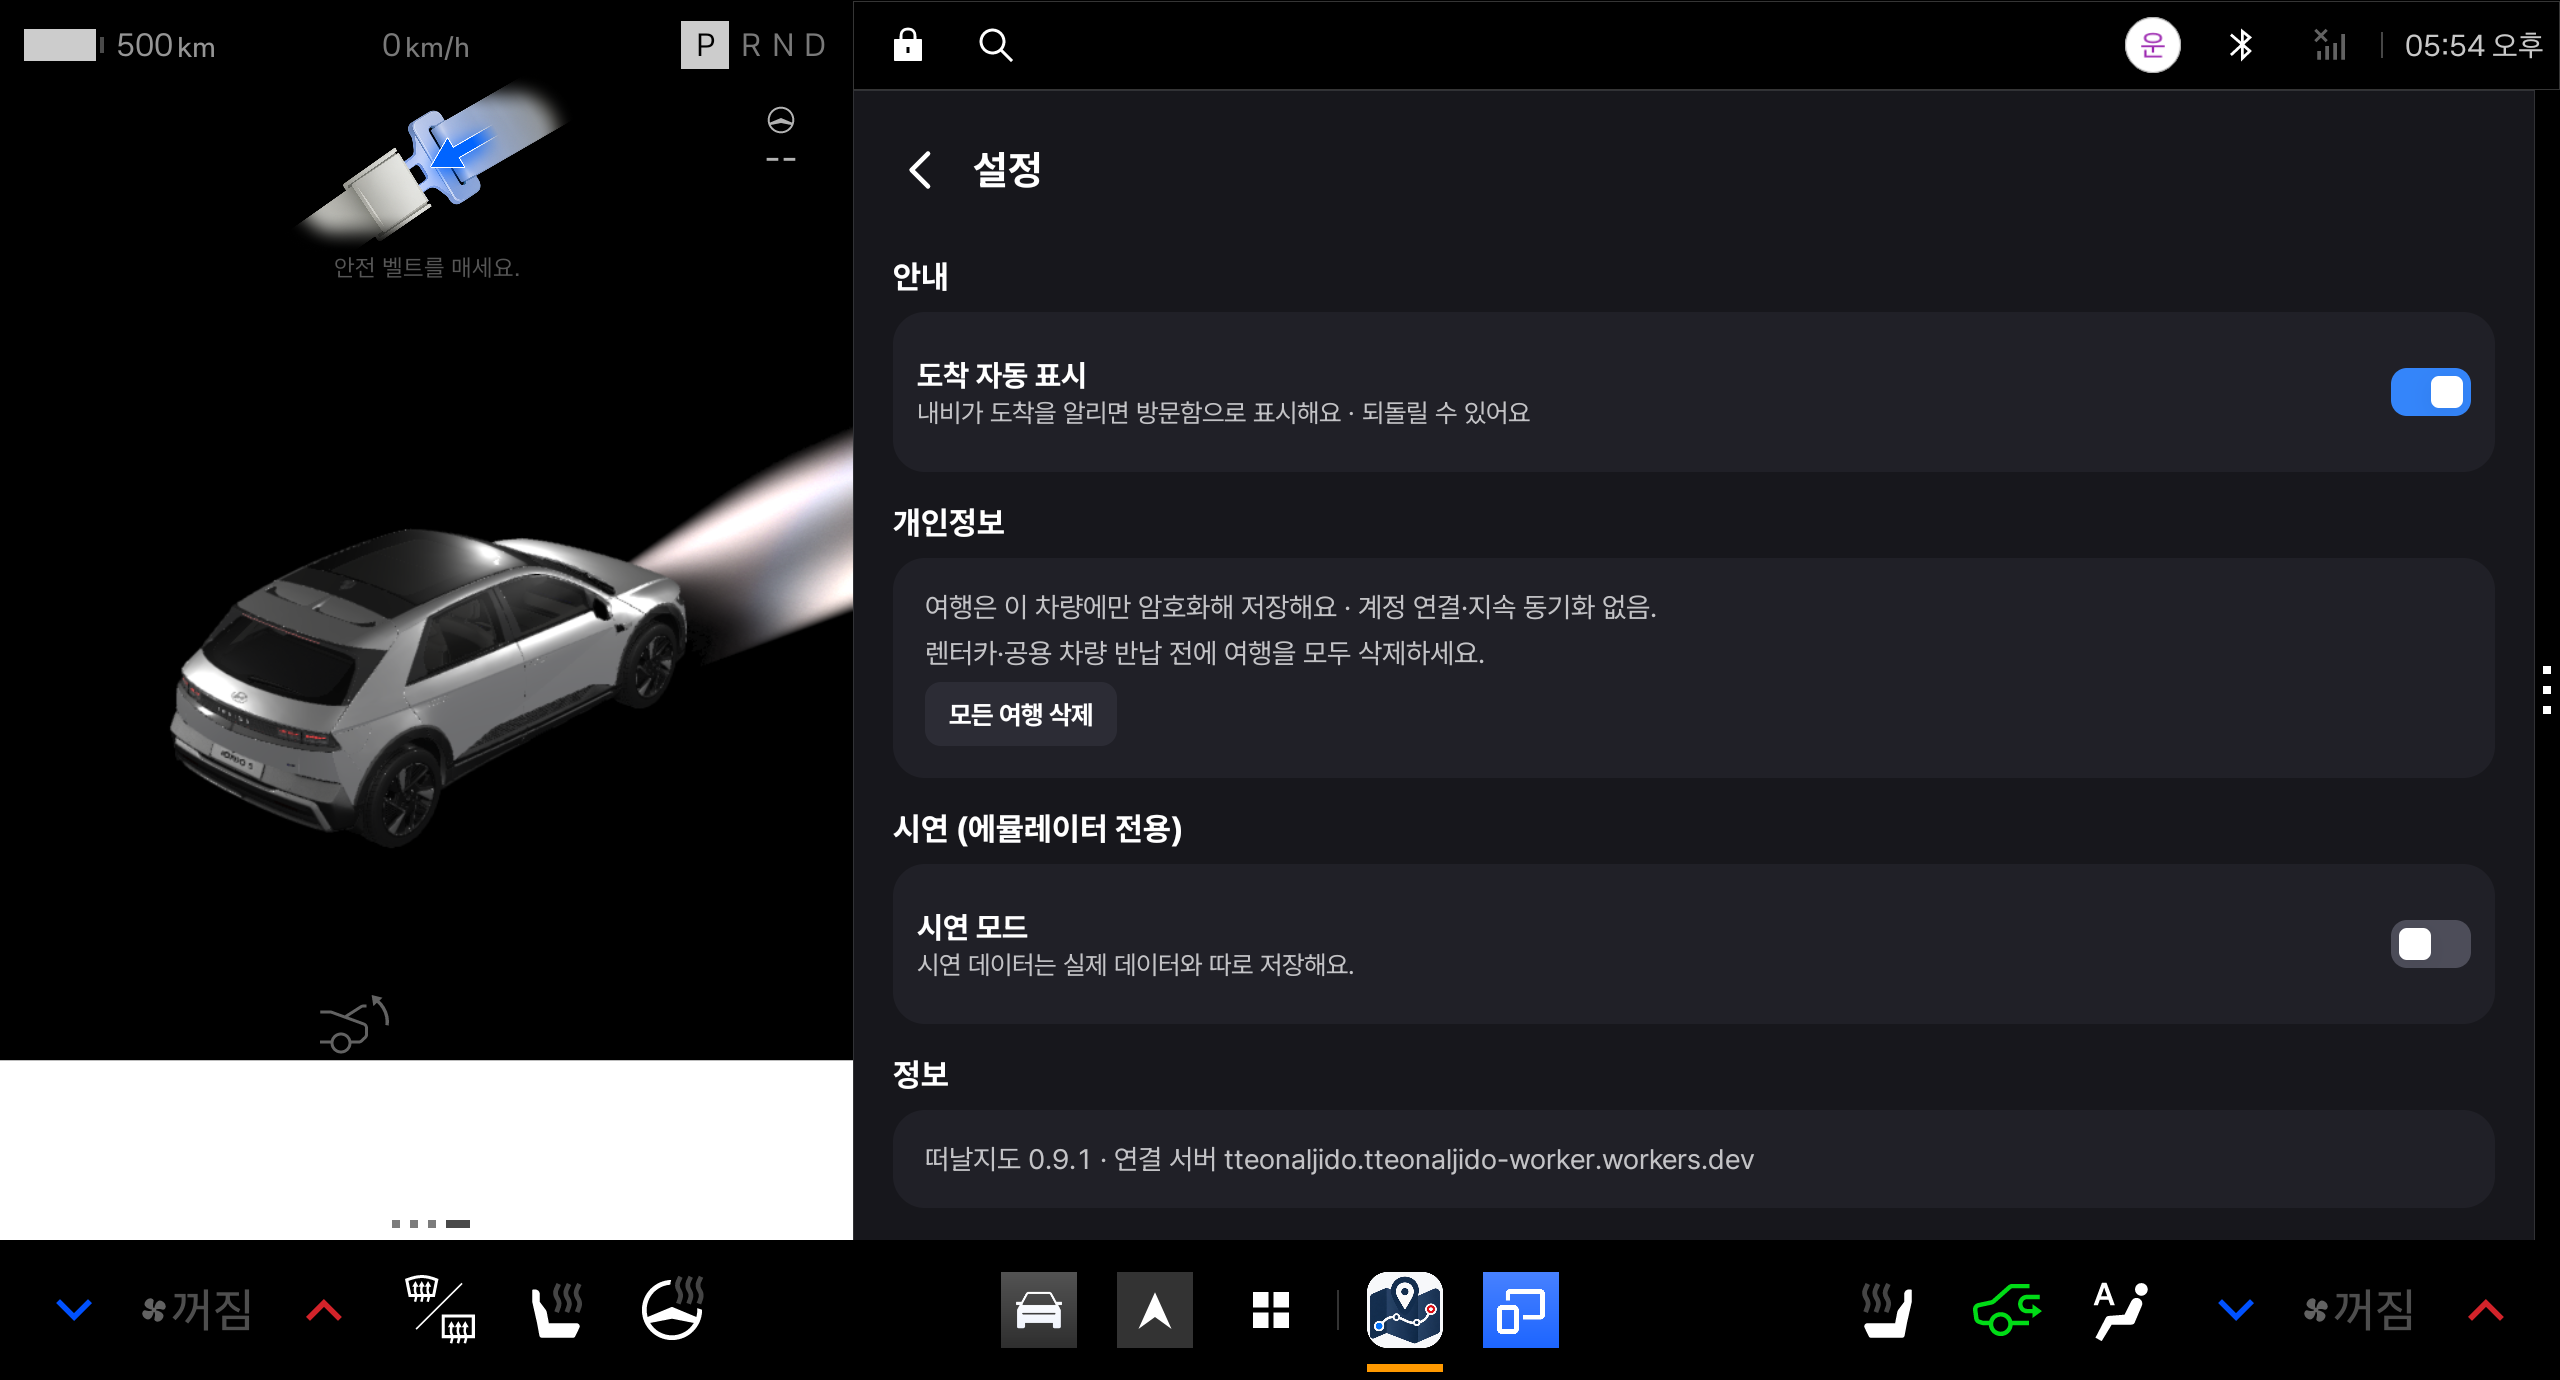 500 km
0 km/h
P R N D
운
05:54 오후
안전 벨트를 매세요.
설정
안내
도착 자동 표시
내비가 도착을 알리면 방문함으로 표시해요 · 되돌릴 수 있어요
개인정보
여행은 이 차량에만 암호화해 저장해요 · 계정 연결·지속 동기화 없음.
렌터카·공용 차량 반납 전에 여행을 모두 삭제하세요.
모든 여행 삭제
시연 (에뮬레이터 전용)
시연 모드
시연 데이터는 실제 데이터와 따로 저장해요.
정보
떠날지도 0.9.1 · 연결 서버 tteonaljido.tteonaljido-worker.workers.dev
IONIQ 5
꺼짐
A
꺼짐